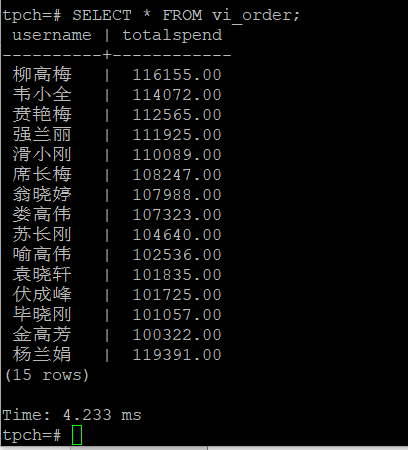 tpch=# SELECT * FROM vi_order;
 username | totalspend
----------+------------
 柳高梅   |  116155.00
 韦小全   |  114072.00
 贲艳梅   |  112565.00
 强兰丽   |  111925.00
 滑小刚   |  110089.00
 席长梅   |  108247.00
 翁晓婷   |  107988.00
 娄高伟   |  107323.00
 苏长刚   |  104640.00
 喻高伟   |  102536.00
 袁晓轩   |  101835.00
 伏成峰   |  101725.00
 毕晓刚   |  101057.00
 金高芳   |  100322.00
 杨兰娟   |  119391.00
(15 rows)

Time: 4.233 ms
tpch=#